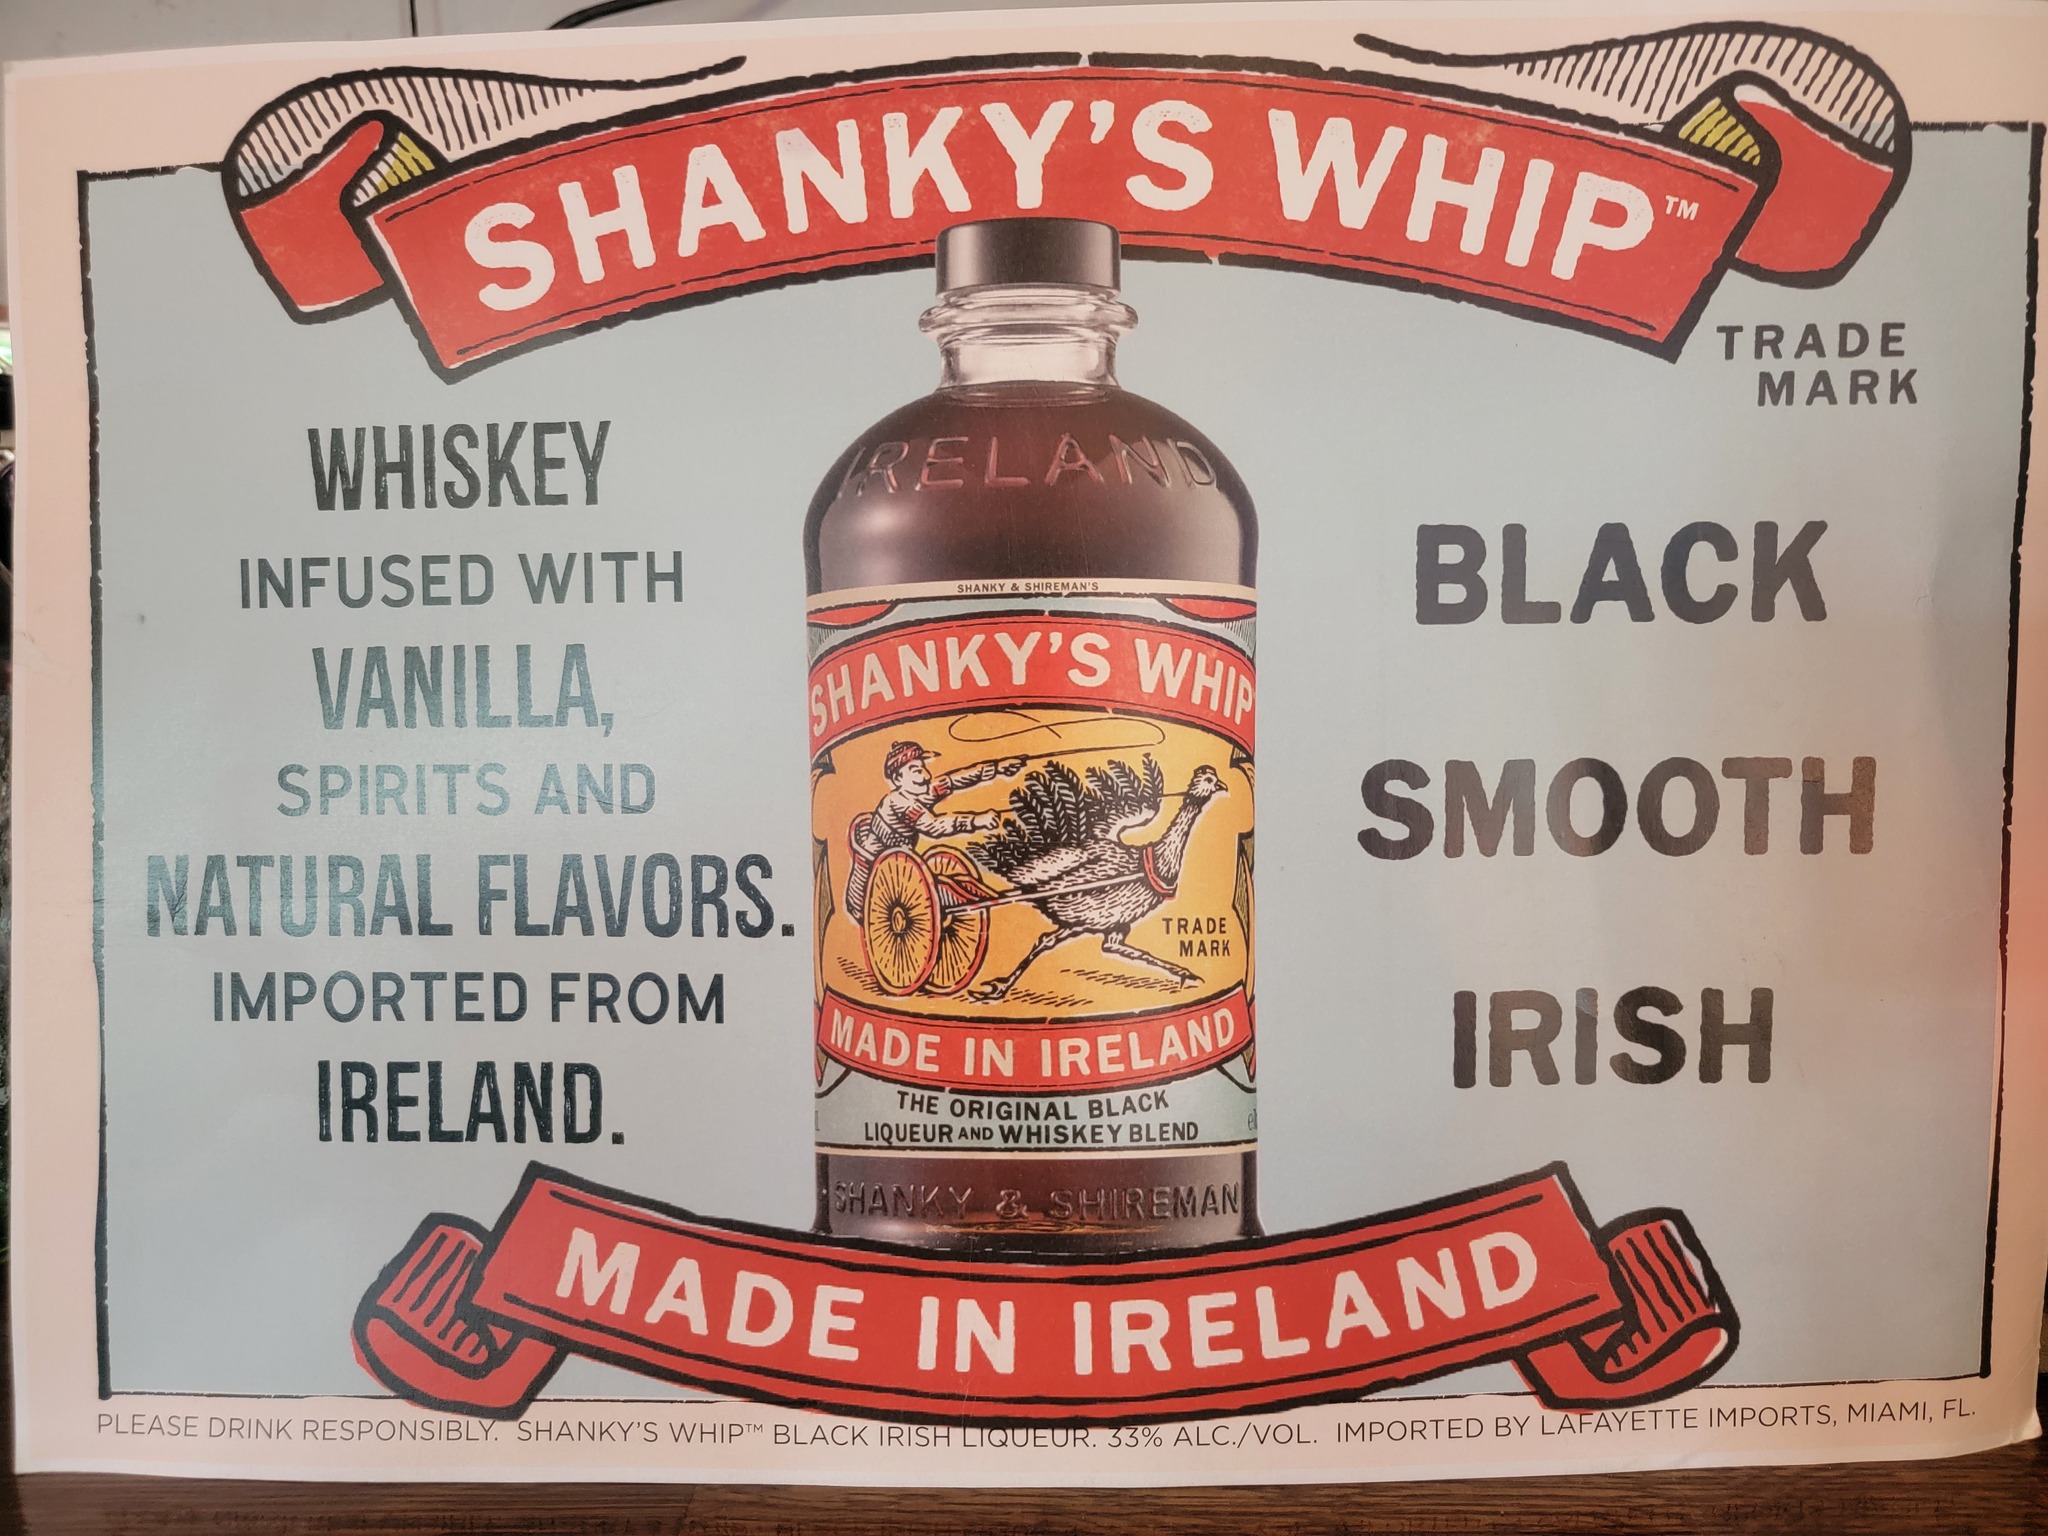 SHANKY'S WHIP™
TRADE
MARK
WHISKEY
INFUSED WITH
VANILLA,
SPIRITS AND
NATURAL FLAVORS.
IMPORTED FROM
IRELAND.
IRELAND
SHANKY & SHIREMAN'S
SHANKY'S WHIP
TRADE
MARK
MADE IN IRELAND
THE ORIGINAL BLACK
LIQUEUR AND WHISKEY BLEND
SHANKY & SHIREMAN
BLACK
SMOOTH
IRISH
MADE IN IRELAND
PLEASE DRINK RESPONSIBLY. SHANKY'S WHIP™ BLACK IRISH LIQUEUR. 33% ALC./VOL. IMPORTED BY LAFAYETTE IMPORTS, MIAMI, FL.